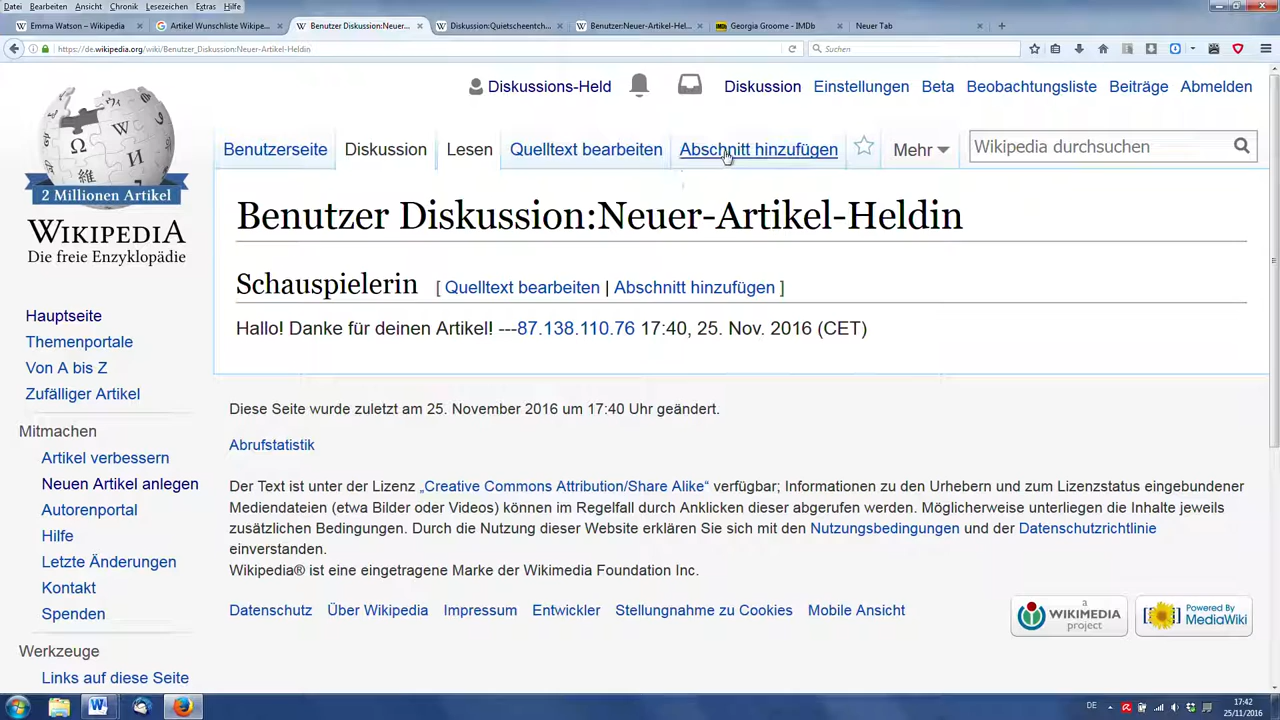 Datei Bearbeiten Ansicht Chronik Lesezeichen Extras Hilfe
Emma Watson – Wikipedia
Artikel Wunschliste Wikipe...
Benutzer Diskussion:Neuer...
Diskussion:Quietscheentch...
Benutzer:Neuer-Artikel-Hel...
Georgia Groome - IMDb
Neuer Tab
https://de.wikipedia.org/wiki/Benutzer_Diskussion:Neuer-Artikel-Heldin
Suchen
Diskussions-Held Diskussion Einstellungen Beta Beobachtungsliste Beiträge Abmelden
Benutzerseite Diskussion Lesen Quelltext bearbeiten Abschnitt hinzufügen Mehr Wikipedia durchsuchen
2 Millionen Artikel
WIKIPEDIA
Die freie Enzyklopädie
Hauptseite
Themenportale
Von A bis Z
Zufälliger Artikel
Mitmachen
Artikel verbessern
Neuen Artikel anlegen
Autorenportal
Hilfe
Letzte Änderungen
Kontakt
Spenden
Werkzeuge
Links auf diese Seite
Benutzer Diskussion:Neuer-Artikel-Heldin
Schauspielerin [ Quelltext bearbeiten | Abschnitt hinzufügen ]
Hallo! Danke für deinen Artikel! ---87.138.110.76 17:40, 25. Nov. 2016 (CET)
Diese Seite wurde zuletzt am 25. November 2016 um 17:40 Uhr geändert.
Abrufstatistik
Der Text ist unter der Lizenz „Creative Commons Attribution/Share Alike“ verfügbar; Informationen zu den Urhebern und zum Lizenzstatus eingebundener
Mediendateien (etwa Bilder oder Videos) können im Regelfall durch Anklicken dieser abgerufen werden. Möglicherweise unterliegen die Inhalte jeweils
zusätzlichen Bedingungen. Durch die Nutzung dieser Website erklären Sie sich mit den Nutzungsbedingungen und der Datenschutzrichtlinie
einverstanden.
Wikipedia® ist eine eingetragene Marke der Wikimedia Foundation Inc.
Datenschutz Über Wikipedia Impressum Entwickler Stellungnahme zu Cookies Mobile Ansicht
a
WIKIMEDIA
project
Powered By
MediaWiki
DE
17:42
25/11/2016